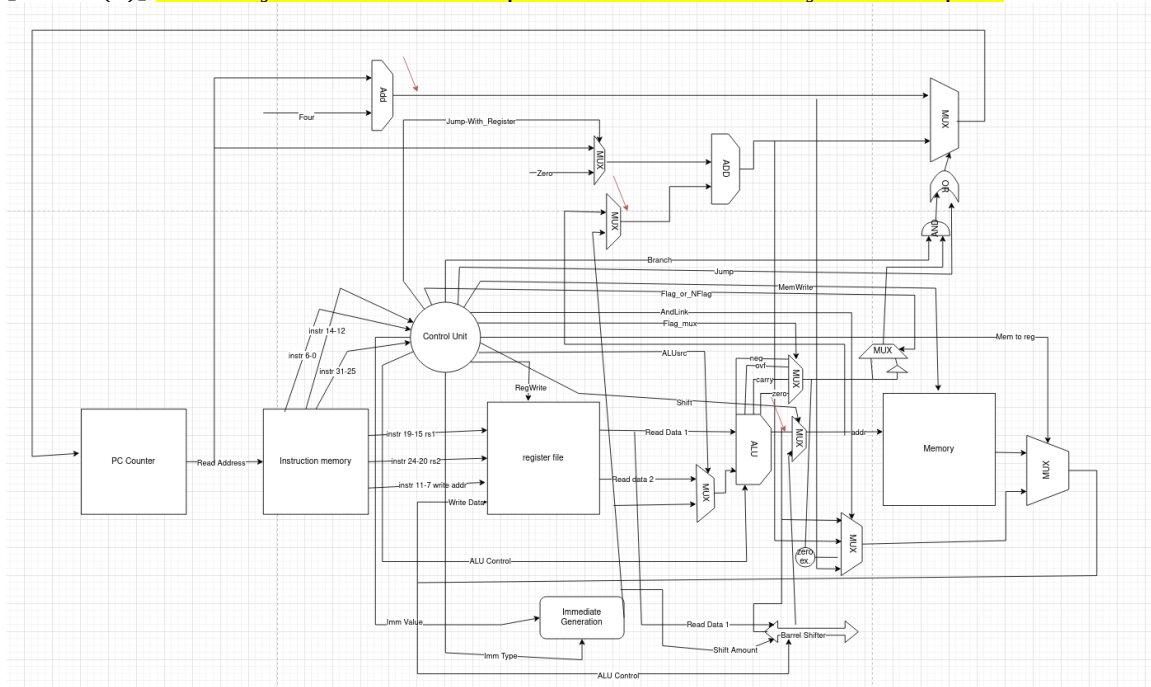 Add
Four
MUX
Jump-With_Register
MUX
Zero
ADD
MUX
OR
AND
Branch
Jump
MemWrite
Flag_or_NFlag
AndLink
Flag_mux
Mem to reg
instr 14-12
Control Unit
instr 6-0
instr 31-25
ALUsrc
MUX
neg
ovf
MUX
carry
zero
RegWrite
Shift
PC Counter
Read Address
Instruction memory
instr 19-15 rs1
instr 24-20 rs2
instr 11-7 write addr
Write Data
register file
Read Data 1
Read data 2
MUX
ALU
MUX
addr
Memory
MUX
MUX
zero
ex.
ALU Control
Immediate
Generation
Imm Value
Imm Type
Read Data 1
Barrel Shifter
Shift Amount
ALU Control